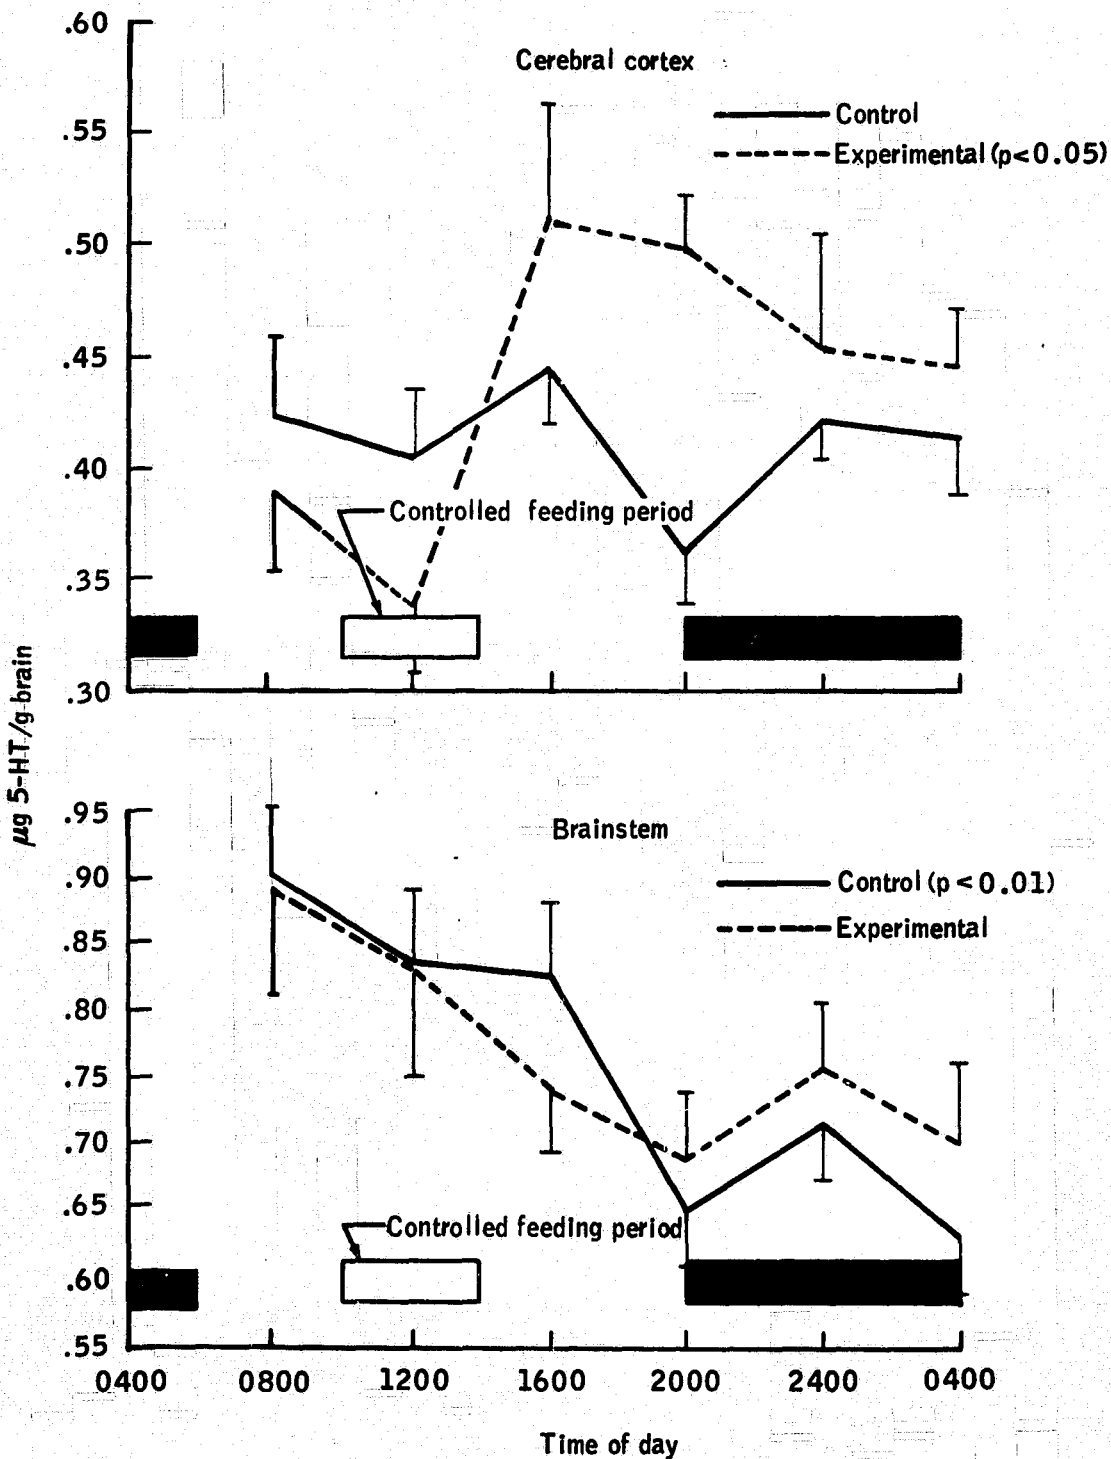 .60
Cerebral cortex
Control
Experimental (p<0.05)
.55
.50
.45
.40
Controlled feeding period
.35
.30
µg 5-HT/g brain
.95
Brainstem
.90
Control (p<0.01)
Experimental
.85
.80
.75
.70
.65
Controlled feeding period
.60
.55
0400 0800 1200 1600 2000 2400 0400
Time of day